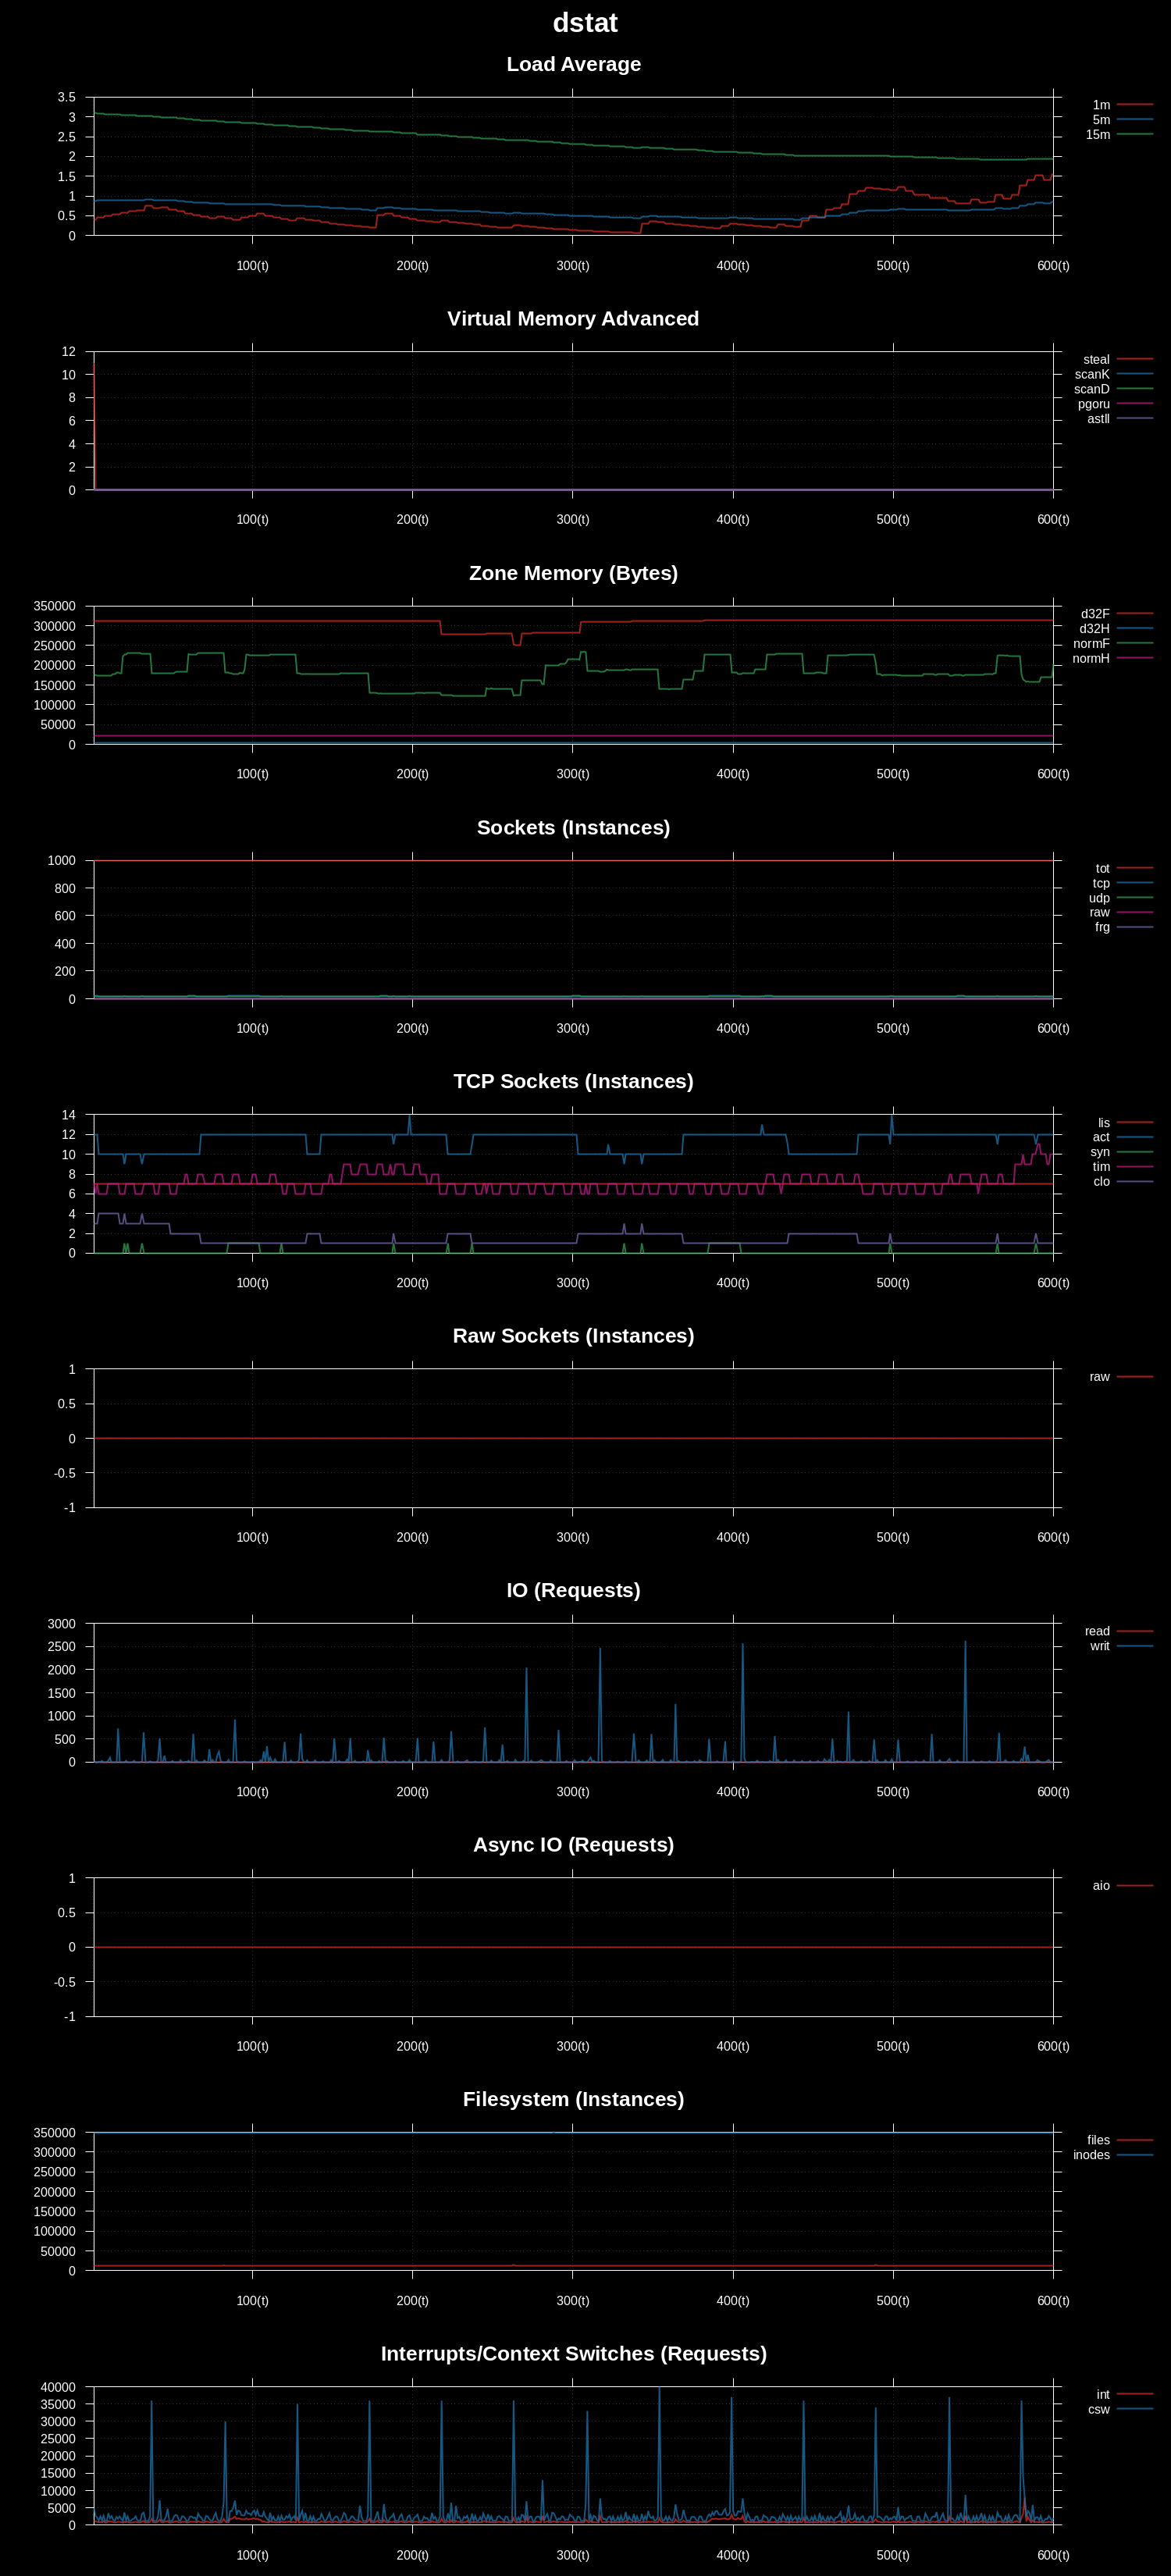 dstat
Load Average
3.5
3
2.5
2
1.5
1
0.5
0
100(t) 200(t) 300(t) 400(t) 500(t) 600(t)
1m
5m
15m
Virtual Memory Advanced
12
10
8
6
4
2
0
100(t) 200(t) 300(t) 400(t) 500(t) 600(t)
steal
scanK
scanD
pgoru
astll
Zone Memory (Bytes)
350000
300000
250000
200000
150000
100000
50000
0
100(t) 200(t) 300(t) 400(t) 500(t) 600(t)
d32F
d32H
normF
normH
Sockets (Instances)
1000
800
600
400
200
0
100(t) 200(t) 300(t) 400(t) 500(t) 600(t)
tot
tcp
udp
raw
frg
TCP Sockets (Instances)
14
12
10
8
6
4
2
0
100(t) 200(t) 300(t) 400(t) 500(t) 600(t)
lis
act
syn
tim
clo
Raw Sockets (Instances)
1
0.5
0
-0.5
-1
100(t) 200(t) 300(t) 400(t) 500(t) 600(t)
raw
IO (Requests)
3000
2500
2000
1500
1000
500
0
100(t) 200(t) 300(t) 400(t) 500(t) 600(t)
read
writ
Async IO (Requests)
1
0.5
0
-0.5
-1
100(t) 200(t) 300(t) 400(t) 500(t) 600(t)
aio
Filesystem (Instances)
350000
300000
250000
200000
150000
100000
50000
0
100(t) 200(t) 300(t) 400(t) 500(t) 600(t)
files
inodes
Interrupts/Context Switches (Requests)
40000
35000
30000
25000
20000
15000
10000
5000
0
100(t) 200(t) 300(t) 400(t) 500(t) 600(t)
int
csw